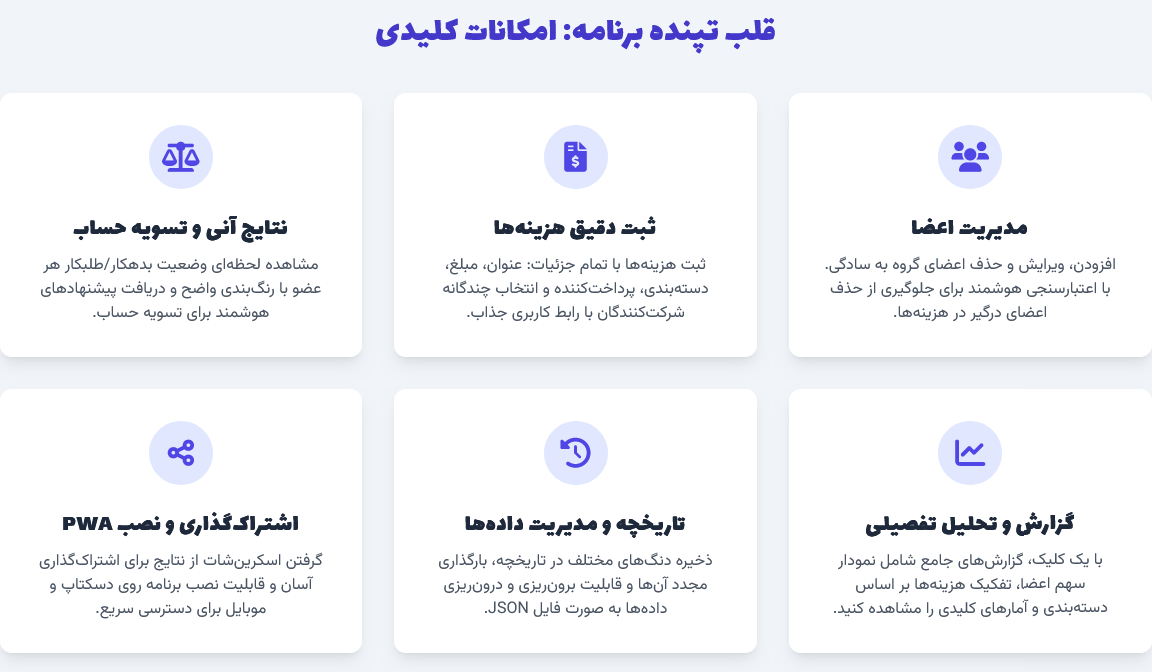 قلب تپنده برنامه: امکانات کلیدی
مدیریت اعضا
افزودن، ویرایش و حذف اعضای گروه به سادگی.
با اعتبارسنجی هوشمند برای جلوگیری از حذف
اعضای درگیر در هزینه‌ها.
ثبت دقیق هزینه‌ها
ثبت هزینه‌ها با تمام جزئیات: عنوان، مبلغ،
دسته‌بندی، پرداخت‌کننده و انتخاب چندگانه
شرکت‌کنندگان با رابط کاربری جذاب.
نتایج آنی و تسویه حساب
مشاهده لحظه‌ای وضعیت بدهکار/طلبکار هر
عضو با رنگ‌بندی واضح و دریافت پیشنهادهای
هوشمند برای تسویه حساب.
گزارش و تحلیل تفصیلی
با یک کلیک، گزارش‌های جامع شامل نمودار
سهم اعضا، تفکیک هزینه‌ها بر اساس
دسته‌بندی و آمارهای کلیدی را مشاهده کنید.
تاریخچه و مدیریت داده‌ها
ذخیره دنگ‌های مختلف در تاریخچه، بارگذاری
مجدد آن‌ها و قابلیت برون‌ریزی و درون‌ریزی
داده‌ها به صورت فایل JSON.
اشتراک‌گذاری و نصب PWA
گرفتن اسکرین‌شات از نتایج برای اشتراک‌گذاری
آسان و قابلیت نصب برنامه روی دسکتاپ و
موبایل برای دسترسی سریع.